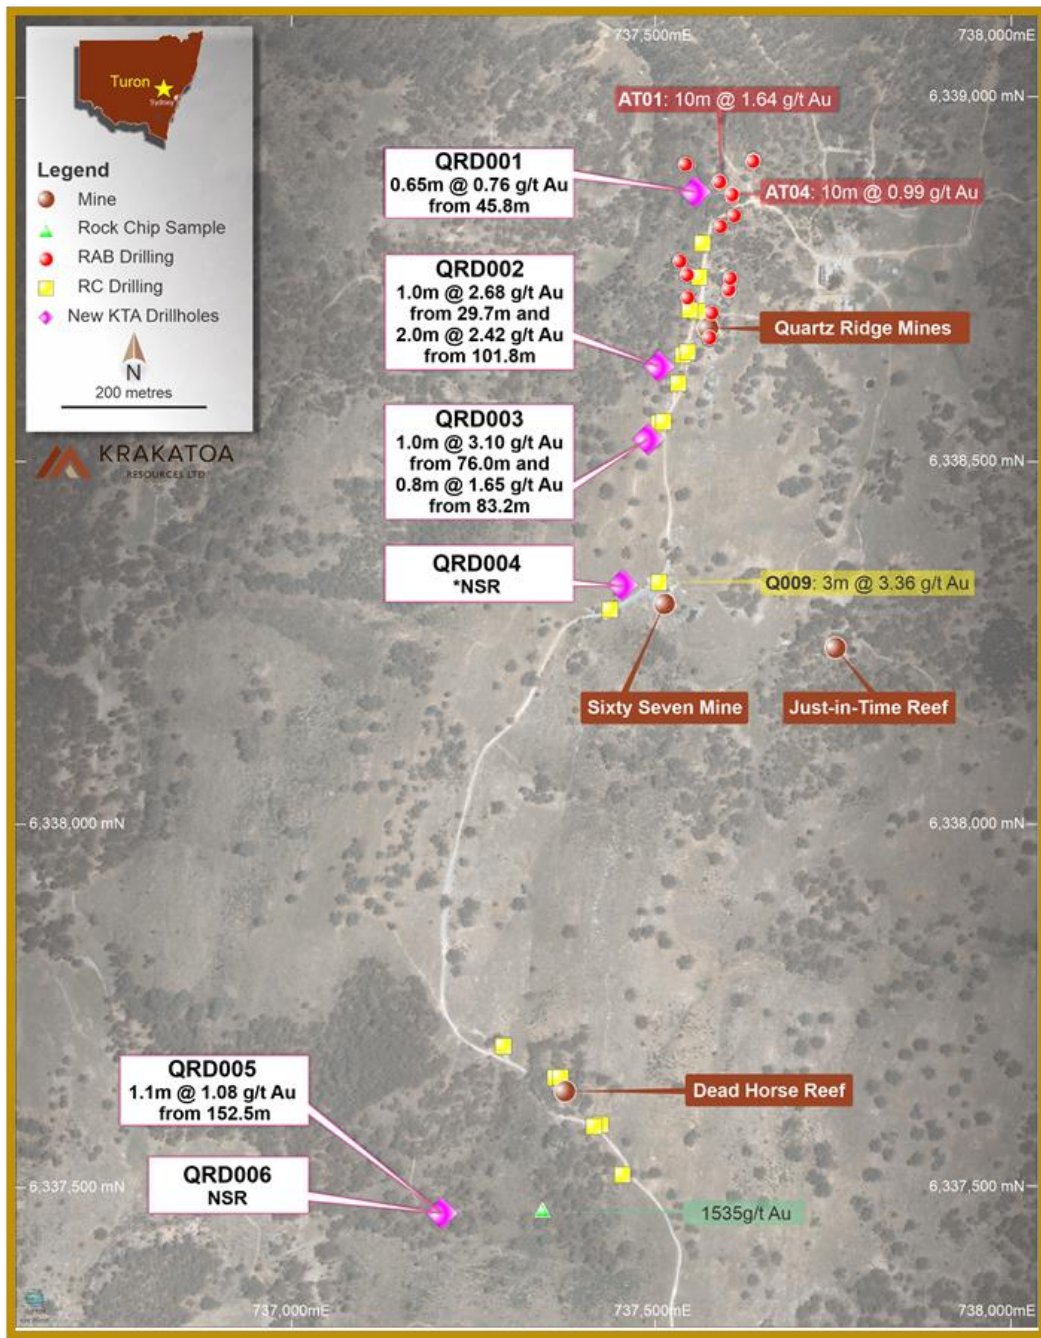 737,500mE
738,000mE
Turon
Sydney
6,339,000 mN
AT01: 10m @ 1.64 g/t Au
Legend
Mine
Rock Chip Sample
RAB Drilling
RC Drilling
New KTA Drillholes
N
200 metres
QRD001
0.65m @ 0.76 g/t Au
from 45.8m
AT04: 10m @ 0.99 g/t Au
QRD002
1.0m @ 2.68 g/t Au
from 29.7m and
2.0m @ 2.42 g/t Au
from 101.8m
Quartz Ridge Mines
QRD003
1.0m @ 3.10 g/t Au
from 76.0m and
0.8m @ 1.65 g/t Au
from 83.2m
KRAKATOA
RESOURCES LTD
6,338,500 mN
QRD004
*NSR
Q009: 3m @ 3.36 g/t Au
Sixty Seven Mine
Just-in-Time Reef
6,338,000 mN
6,338,000 mN
QRD005
1.1m @ 1.08 g/t Au
from 152.5m
Dead Horse Reef
QRD006
NSR
6,337,500 mN
6,337,500 mN
1535g/t Au
737,000mE
737,500mE
738,000mE